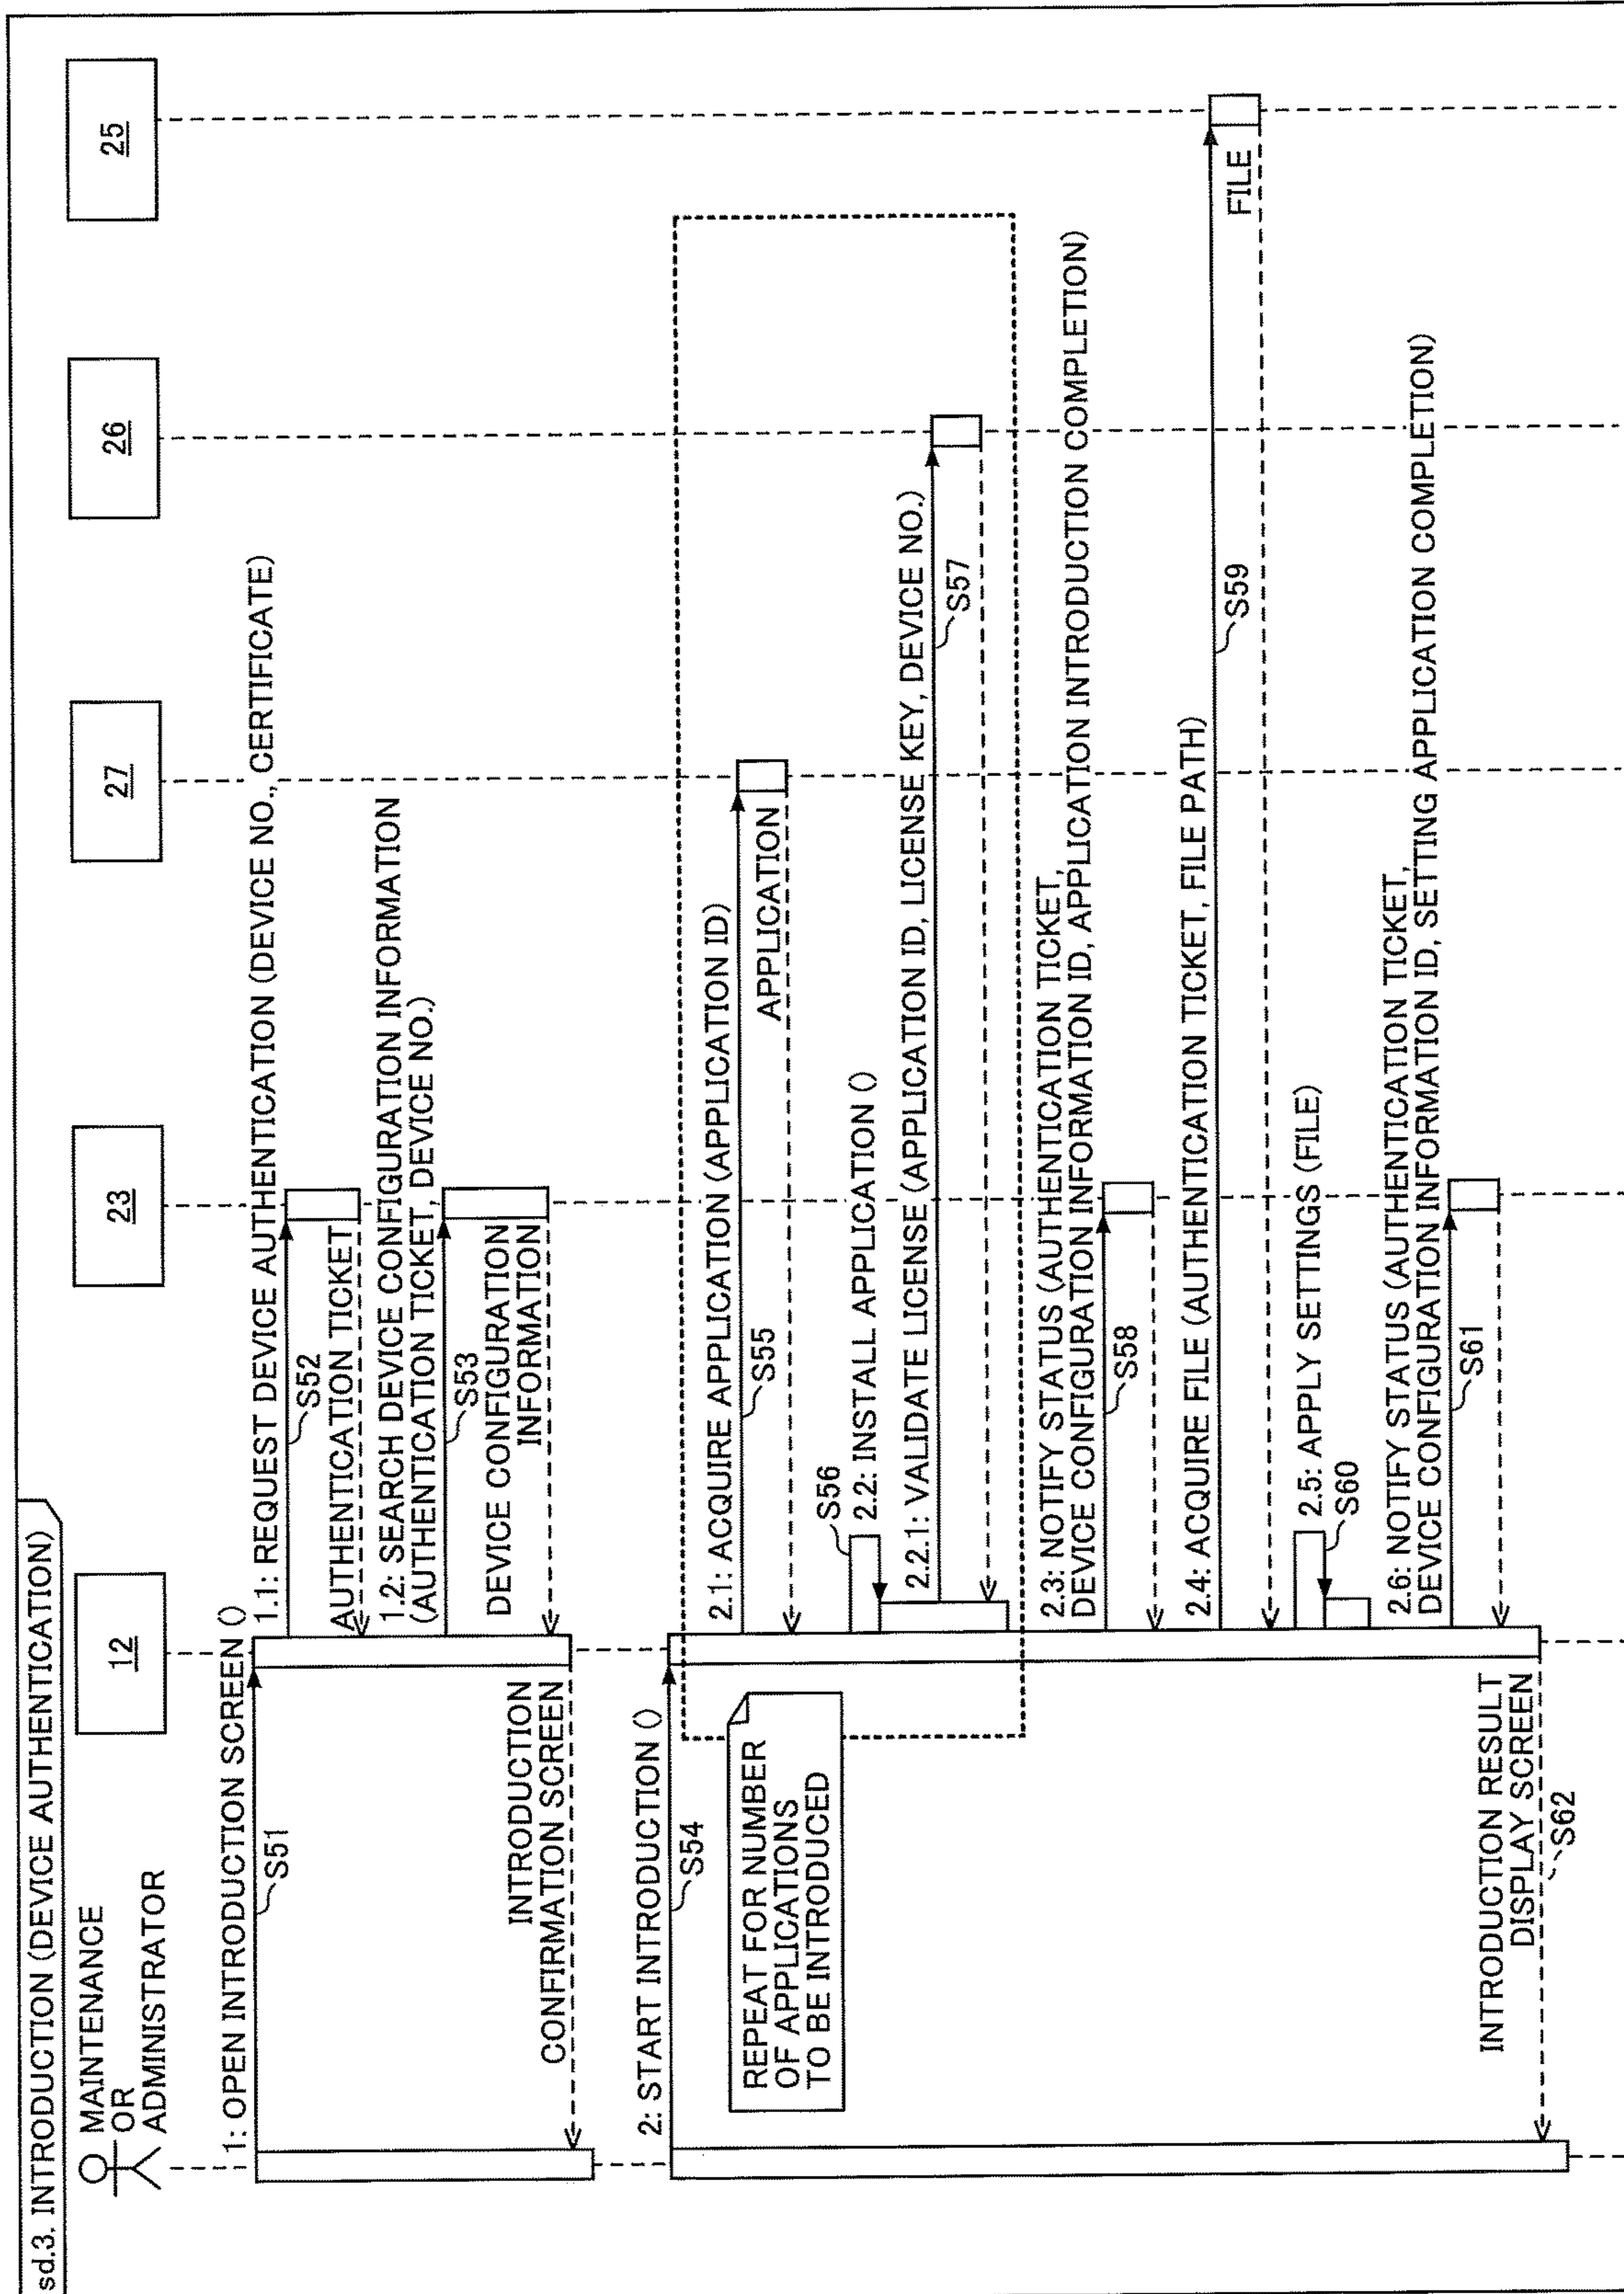 sd.3. INTRODUCTION (DEVICE AUTHENTICATION)
MAINTENANCE
OR
ADMINISTRATOR
12
23
27
26
25
1: OPEN INTRODUCTION SCREEN ()
S51
1.1: REQUEST DEVICE AUTHENTICATION (DEVICE NO., CERTIFICATE)
S52
AUTHENTICATION TICKET
1.2: SEARCH DEVICE CONFIGURATION INFORMATION
(AUTHENTICATION TICKET, DEVICE NO.)
S53
DEVICE CONFIGURATION
INFORMATION
INTRODUCTION
CONFIRMATION SCREEN
2: START INTRODUCTION ()
S54
REPEAT FOR NUMBER
OF APPLICATIONS
TO BE INTRODUCED
2.1: ACQUIRE APPLICATION (APPLICATION ID)
S55
APPLICATION
S56
2.2: INSTALL APPLICATION ()
2.2.1: VALIDATE LICENSE (APPLICATION ID, LICENSE KEY, DEVICE NO.)
S57
2.3: NOTIFY STATUS (AUTHENTICATION TICKET,
DEVICE CONFIGURATION INFORMATION ID, APPLICATION INTRODUCTION COMPLETION)
S58
2.4: ACQUIRE FILE (AUTHENTICATION TICKET, FILE PATH)
S59
FILE
2.5: APPLY SETTINGS (FILE)
S60
2.6: NOTIFY STATUS (AUTHENTICATION TICKET,
DEVICE CONFIGURATION INFORMATION ID, SETTING APPLICATION COMPLETION)
S61
INTRODUCTION RESULT
DISPLAY SCREEN
S62